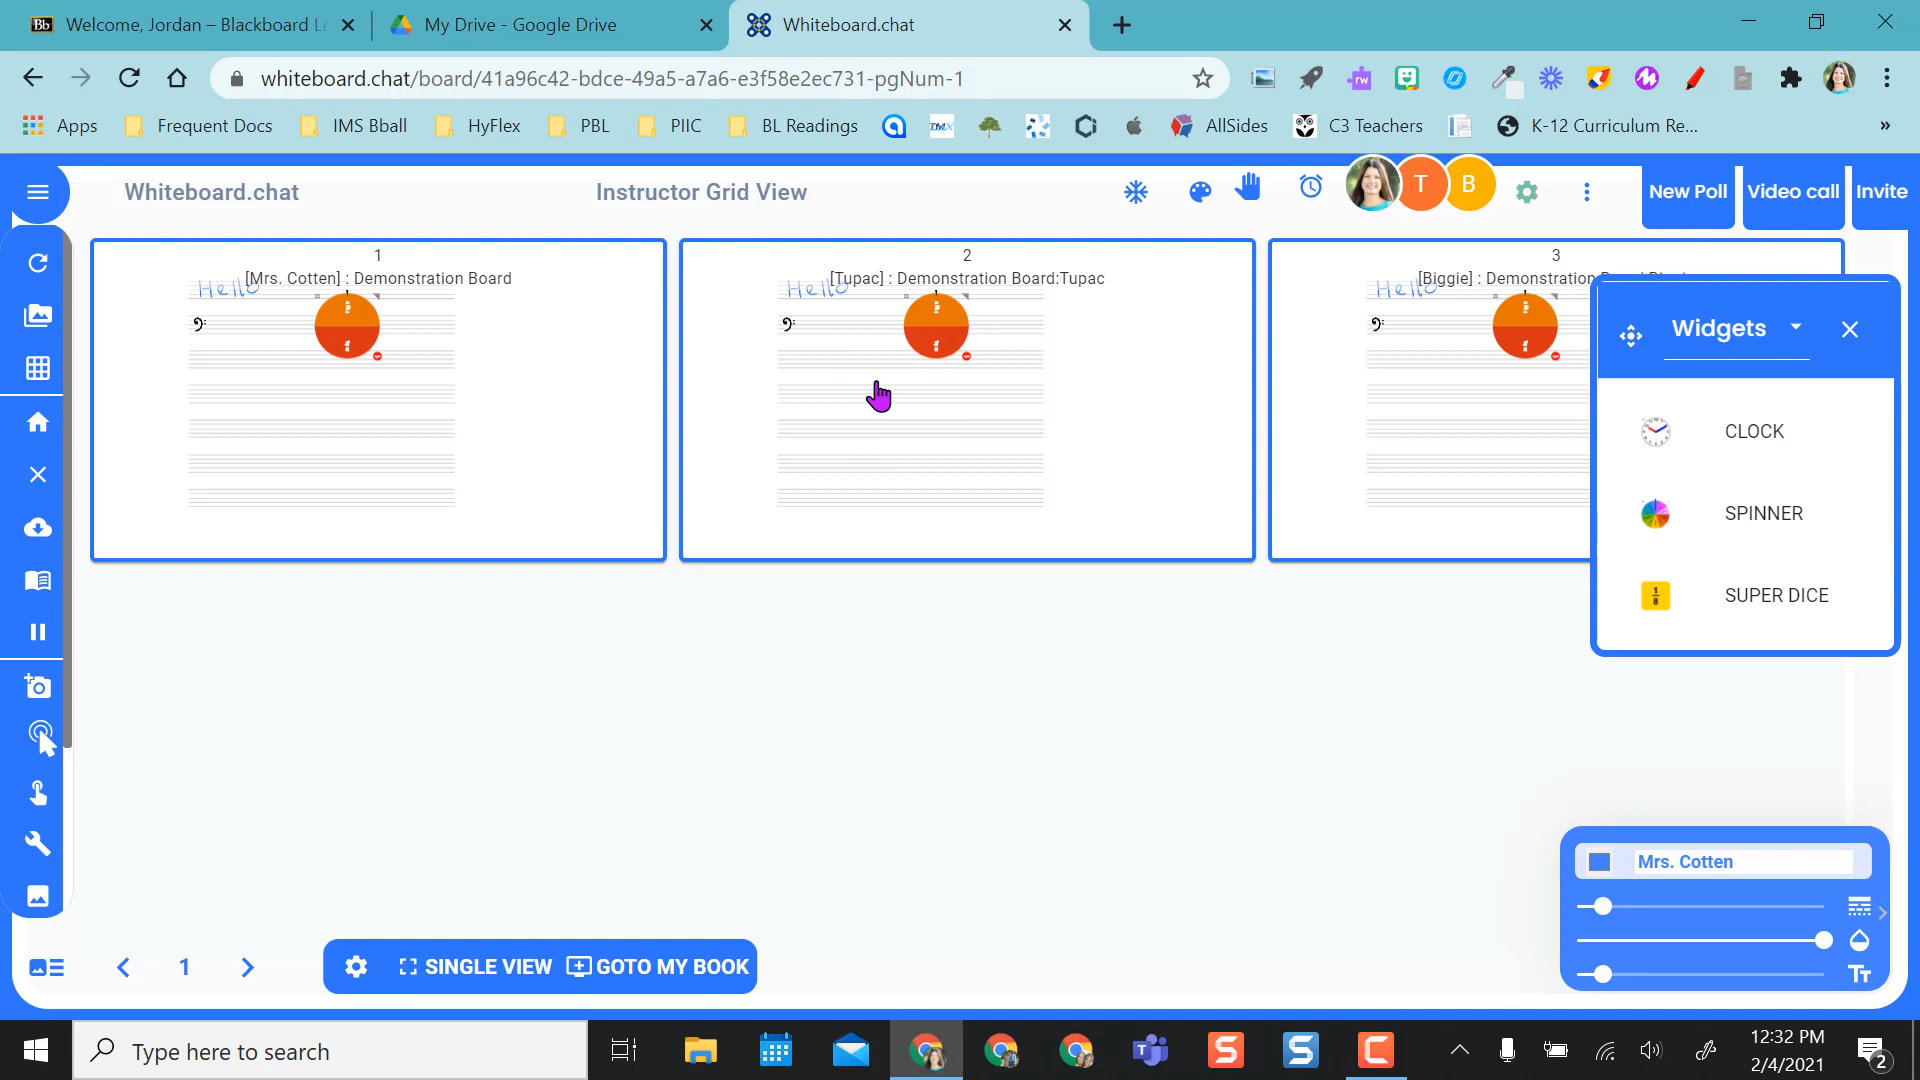 Welcome, Jordan – Blackboard Le
My Drive - Google Drive
Whiteboard.chat
whiteboard.chat/board/41a96c42-bdce-49a5-a7a6-e3f58e2ec731-pgNum-1
Apps
Frequent Docs
IMS Bball
HyFlex
PBL
PIIC
BL Readings
AllSides
C3 Teachers
K-12 Curriculum Re...
Whiteboard.chat
Instructor Grid View
T
B
New Poll
Video call
Invite
1
[Mrs. Cotten] : Demonstration Board
Hello
2
[Tupac] : Demonstration Board:Tupac
Hello
3
[Biggie] : Demonstration
Hello
Widgets
CLOCK
SPINNER
SUPER DICE
Mrs. Cotten
1
SINGLE VIEW
GOTO MY BOOK
Type here to search
12:32 PM
2/4/2021
2